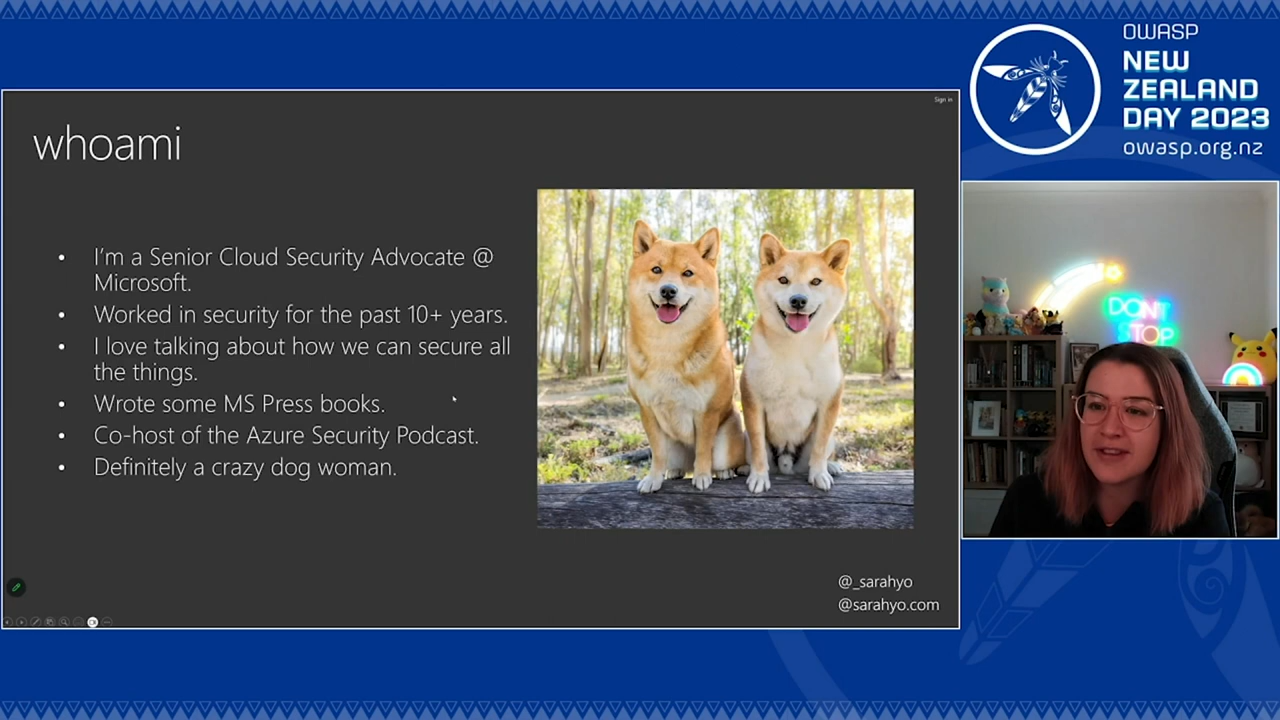 OWASP
NEW
ZEALAND
DAY 2023
owasp.org.nz
Sign in
whoami
• I'm a Senior Cloud Security Advocate @
Microsoft.
• Worked in security for the past 10+ years.
• I love talking about how we can secure all
the things.
• Wrote some MS Press books.
• Co-host of the Azure Security Podcast.
• Definitely a crazy dog woman.
@_sarahyo
@sarahyo.com
DON'T
STOP